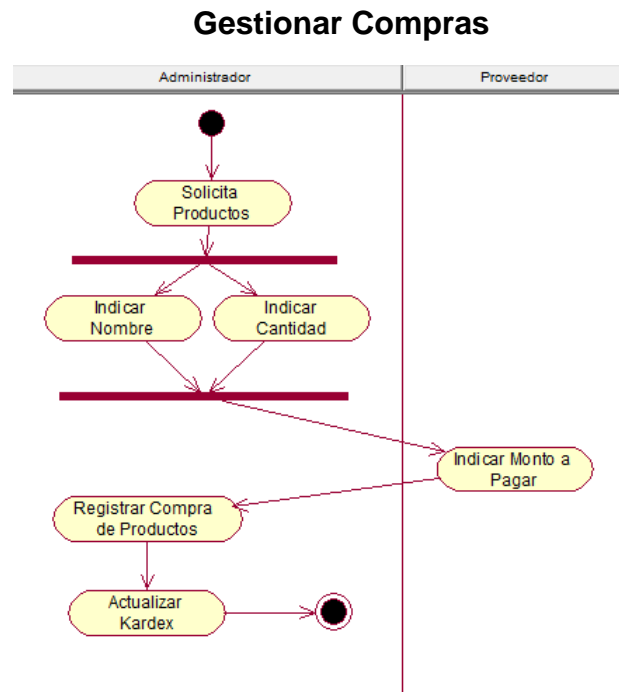 Gestionar Compras
Administrador
Proveedor
Solicita
Productos
Indicar
Nombre
Indicar
Cantidad
Indicar Monto a
Pagar
Registrar Compra
de Productos
Actualizar
Kardex